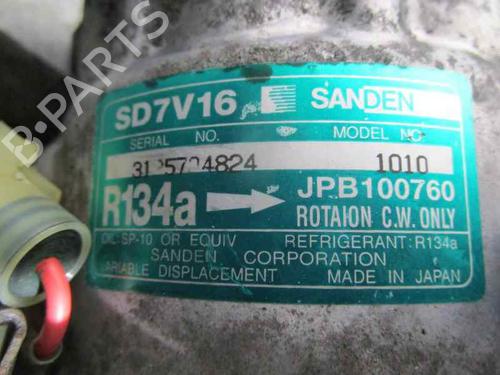 SD7V16 SANDEN
SERIAL NO. MODEL NO.
1010
R134a JPB100760
ROTAION C.W. ONLY
OIL: SP-10 OR EQUIV REFRIGERANT: R134a
SANDEN CORPORATION
VARIABLE DISPLACEMENT MADE IN JAPAN
B-PARTS